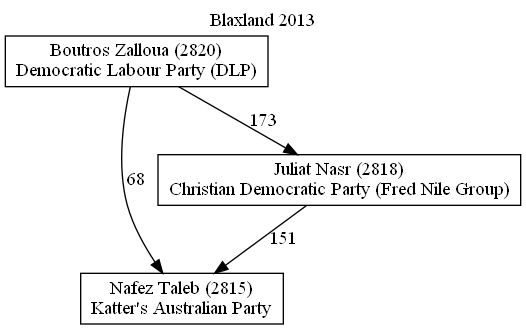 Blaxland 2013
Boutros Zalloua (2820)
Democratic Labour Party (DLP)
173
Juliat Nasr (2818)
Christian Democratic Party (Fred Nile Group)
68
151
Nafez Taleb (2815)
Katter's Australian Party